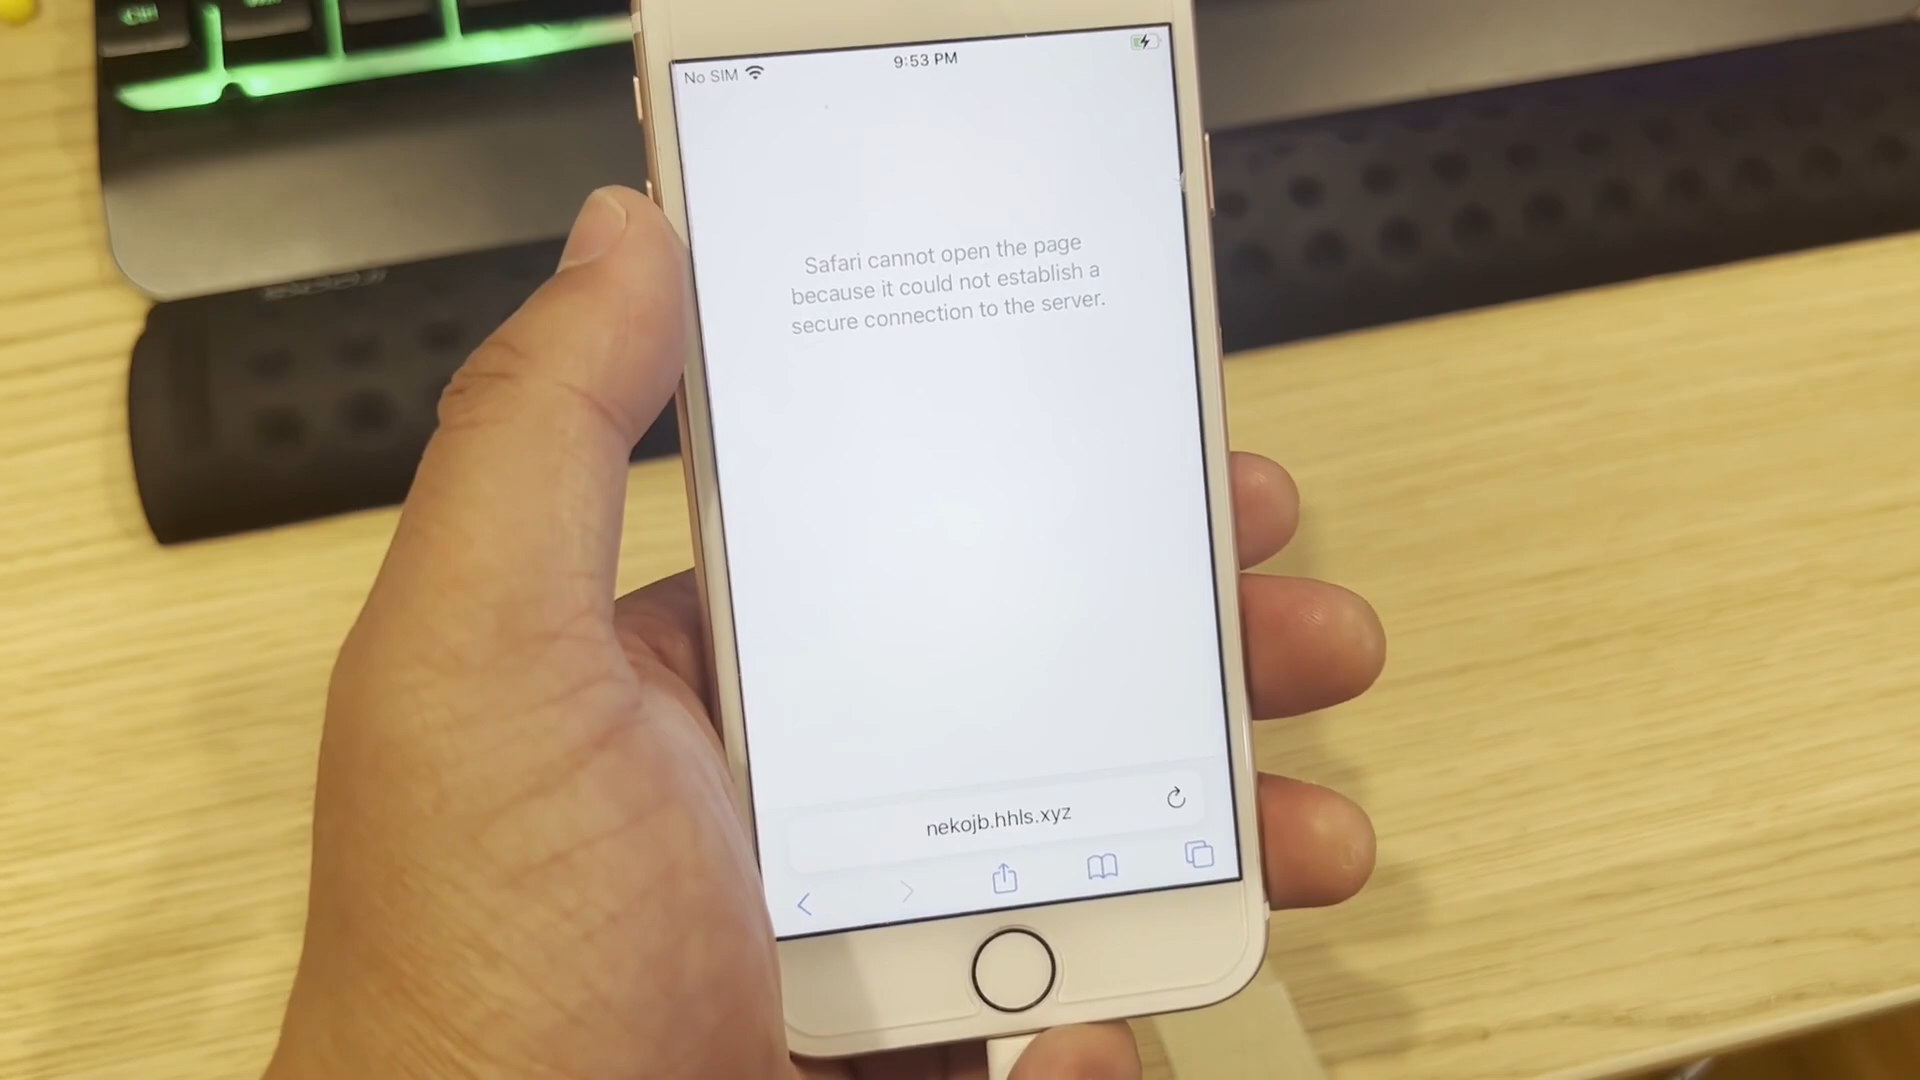 Ctrl
No SIM
9:53 PM
Safari cannot open the page
because it could not establish a
secure connection to the server.
nekojb.hhls.xyz